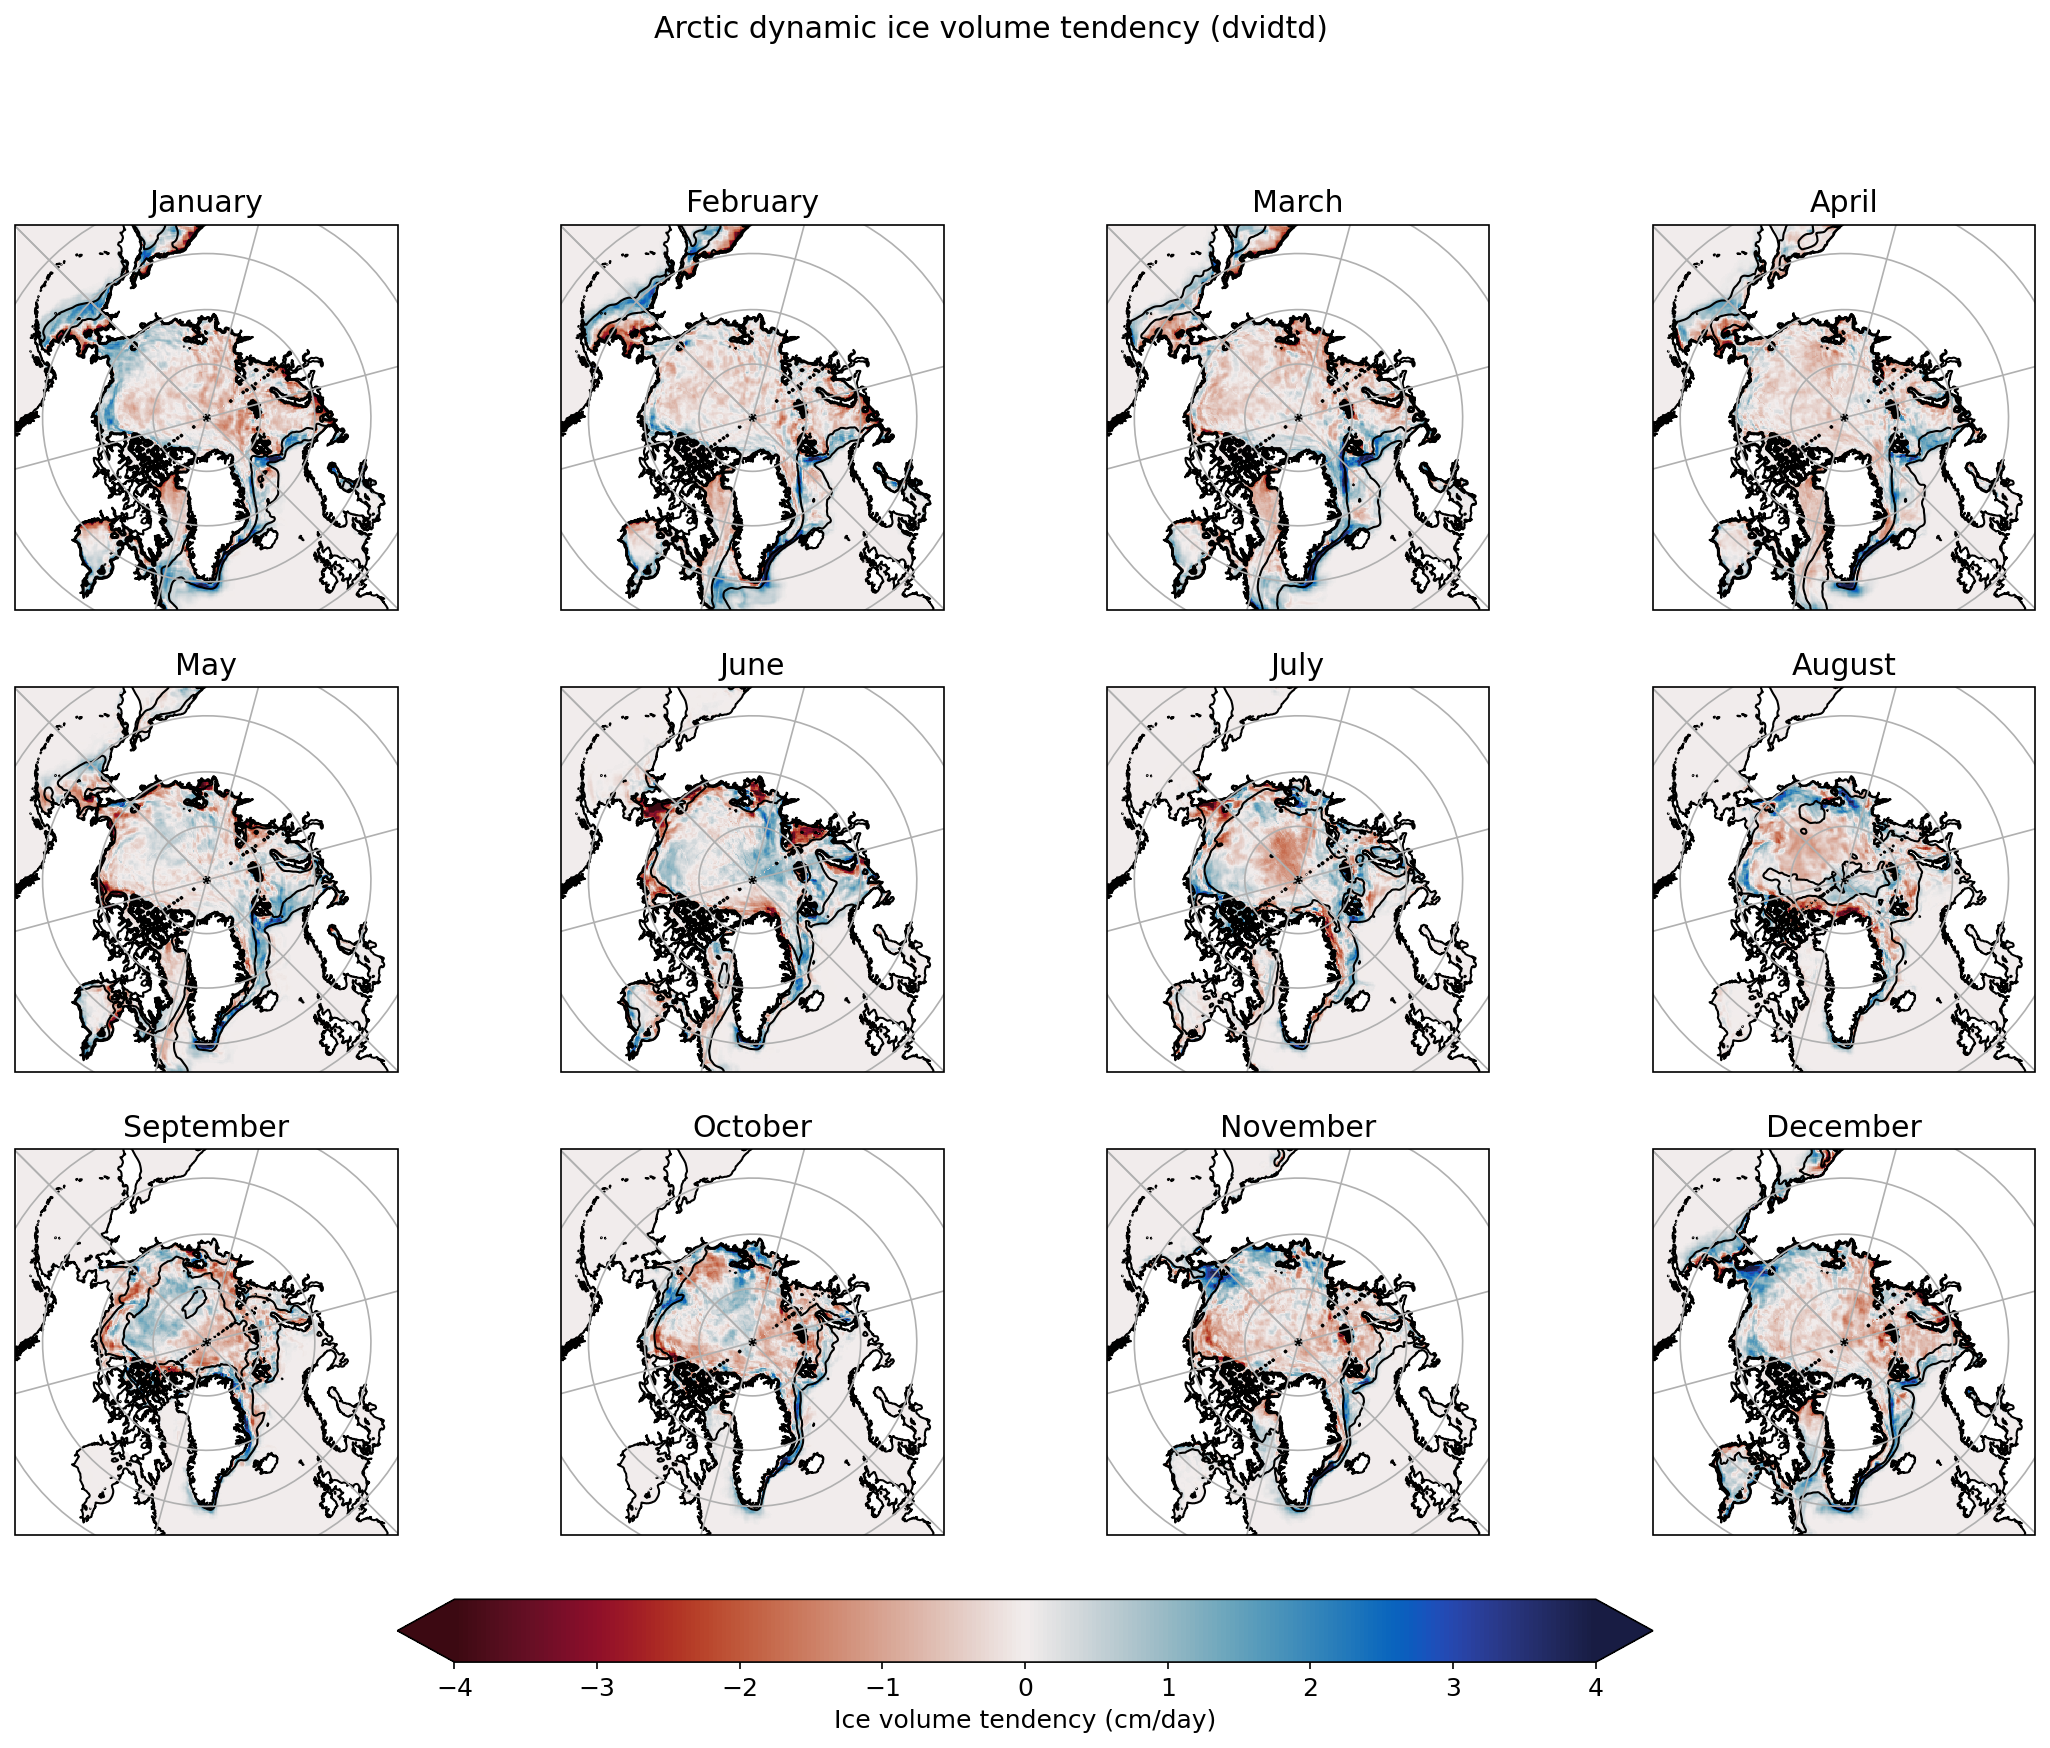 Arctic dynamic ice volume tendency (dvidtd)
January
February
March
April
May
June
July
August
September
October
November
December
−4 −3 −2 −1 0 1 2 3 4
Ice volume tendency (cm/day)